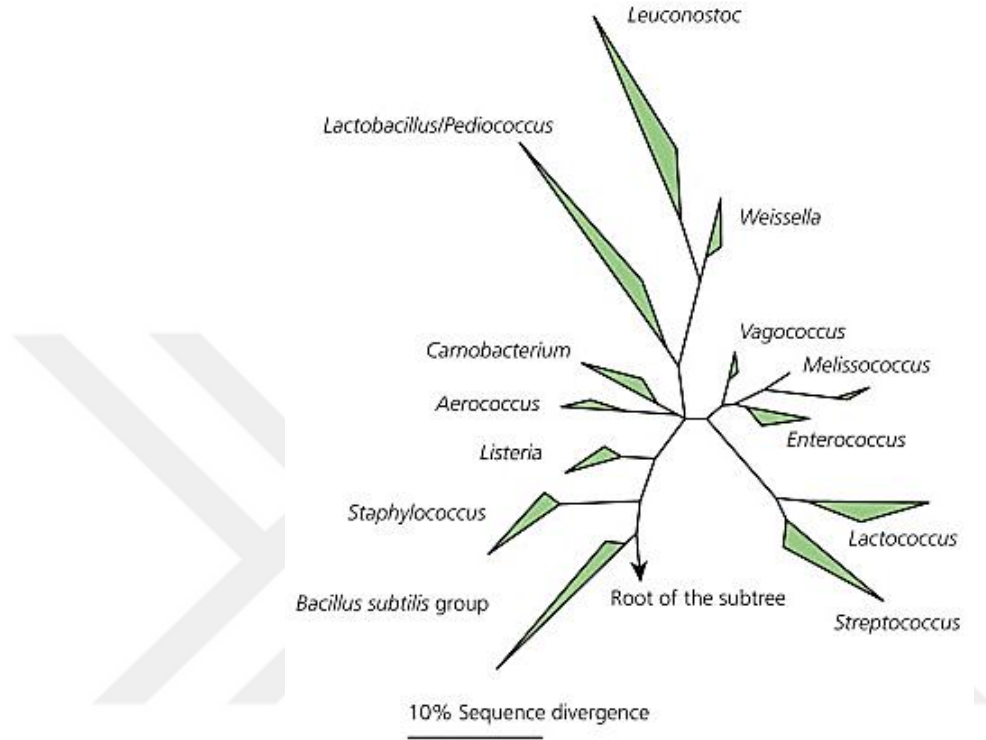 Leuconostoc
Lactobacillus/Pediococcus
Weissella
Vagococcus
Carnobacterium
Melissococcus
Aerococcus
Enterococcus
Listeria
Staphylococcus
Lactococcus
Bacillus subtilis group
Root of the subtree
Streptococcus
10% Sequence divergence